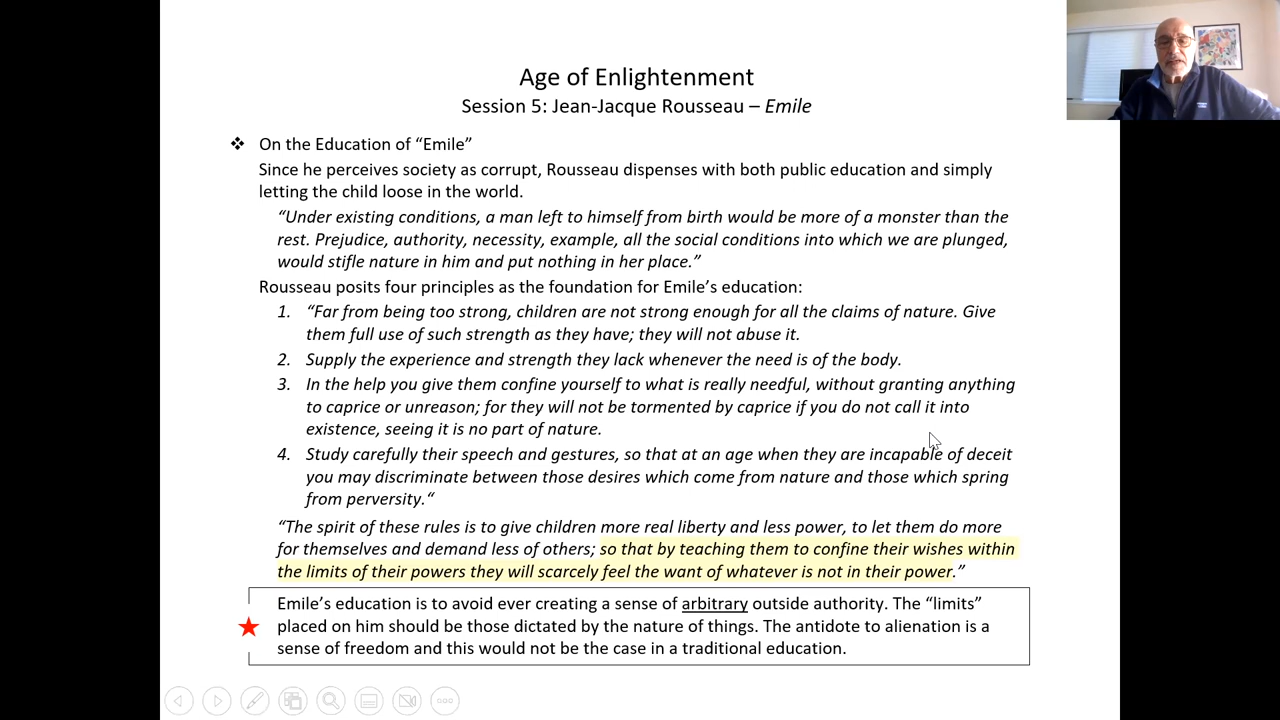 Age of Enlightenment
Session 5: Jean-Jacque Rousseau – Emile
❖ On the Education of “Emile”
Since he perceives society as corrupt, Rousseau dispenses with both public education and simply
letting the child loose in the world.
“Under existing conditions, a man left to himself from birth would be more of a monster than the
rest. Prejudice, authority, necessity, example, all the social conditions into which we are plunged,
would stifle nature in him and put nothing in her place.”
Rousseau posits four principles as the foundation for Emile’s education:
1. “Far from being too strong, children are not strong enough for all the claims of nature. Give
them full use of such strength as they have; they will not abuse it.
2. Supply the experience and strength they lack whenever the need is of the body.
3. In the help you give them confine yourself to what is really needful, without granting anything
to caprice or unreason; for they will not be tormented by caprice if you do not call it into
existence, seeing it is no part of nature.
4. Study carefully their speech and gestures, so that at an age when they are incapable of deceit
you may discriminate between those desires which come from nature and those which spring
from perversity.“
“The spirit of these rules is to give children more real liberty and less power, to let them do more
for themselves and demand less of others; so that by teaching them to confine their wishes within
the limits of their powers they will scarcely feel the want of whatever is not in their power.”
Emile’s education is to avoid ever creating a sense of arbitrary outside authority. The “limits”
placed on him should be those dictated by the nature of things. The antidote to alienation is a
sense of freedom and this would not be the case in a traditional education.